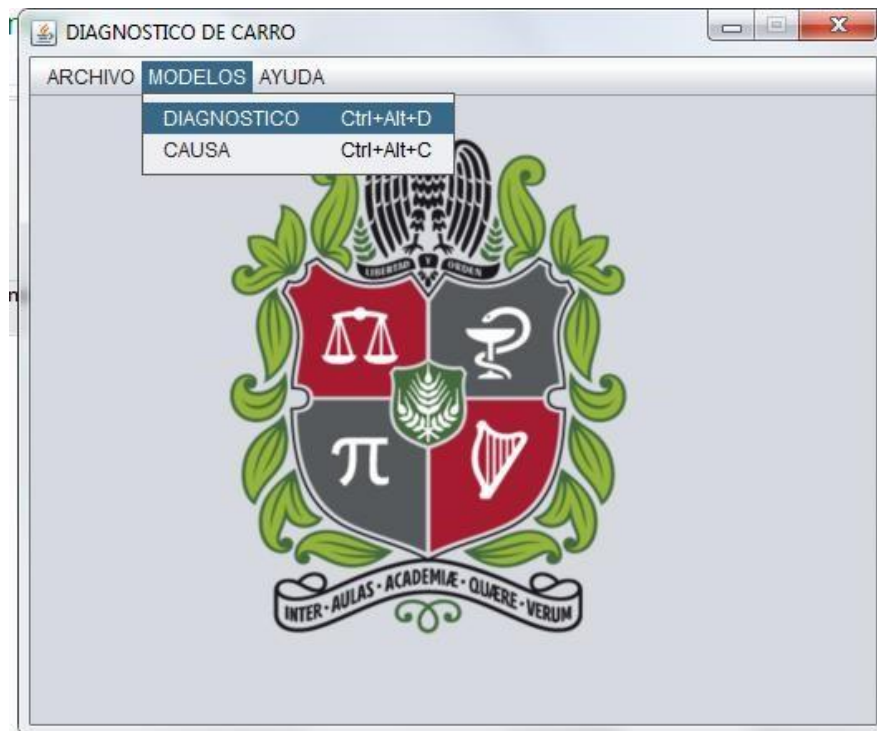 DIAGNOSTICO DE CARRO
ARCHIVO MODELOS AYUDA
DIAGNOSTICO Ctrl+Alt+D
CAUSA Ctrl+Alt+C
LIBERTAD Y ORDEN
π
INTER · AULAS · ACADEMIÆ · QUÆRE · VERUM